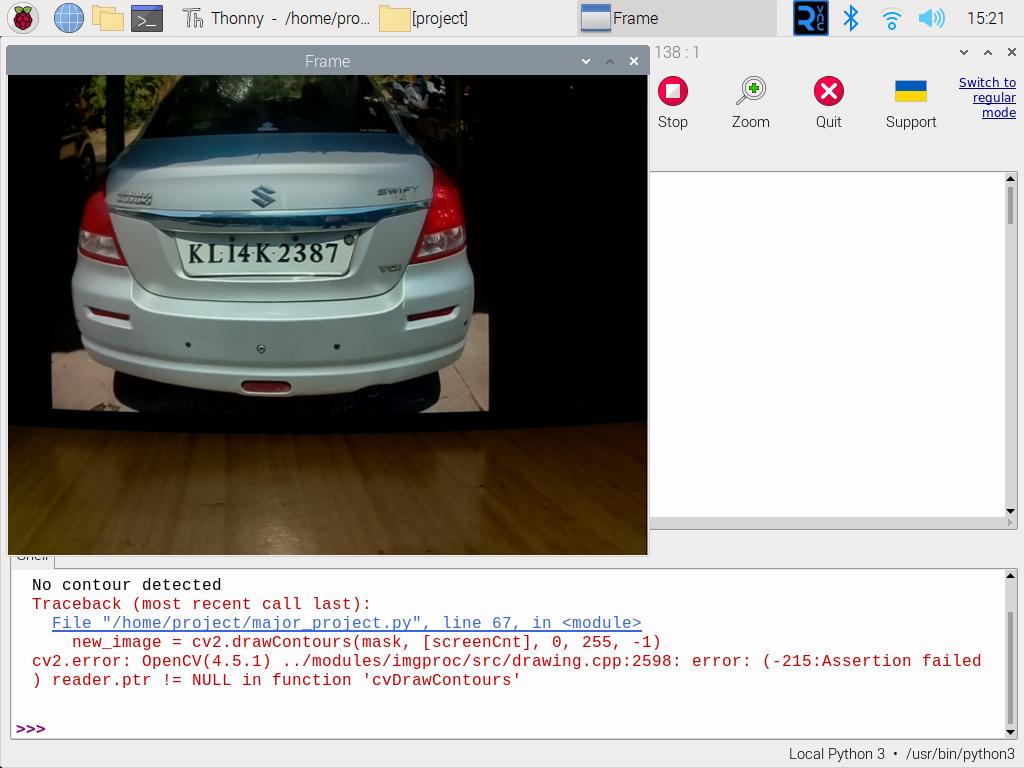 Thonny - /home/pro...
[project]
Frame
VNC
15:21
Frame
138 : 1
Stop
Zoom
Quit
Support
Switch to
regular
mode
SWIFT
KL14K2387
VDi
Shell
No contour detected
Traceback (most recent call last):
File "/home/project/major_project.py", line 67, in <module>
new_image = cv2.drawContours(mask, [screenCnt], 0, 255, -1)
cv2.error: OpenCV(4.5.1) ../modules/imgproc/src/drawing.cpp:2598: error: (-215:Assertion failed
) reader.ptr != NULL in function 'cvDrawContours'
>>>
Local Python 3 • /usr/bin/python3